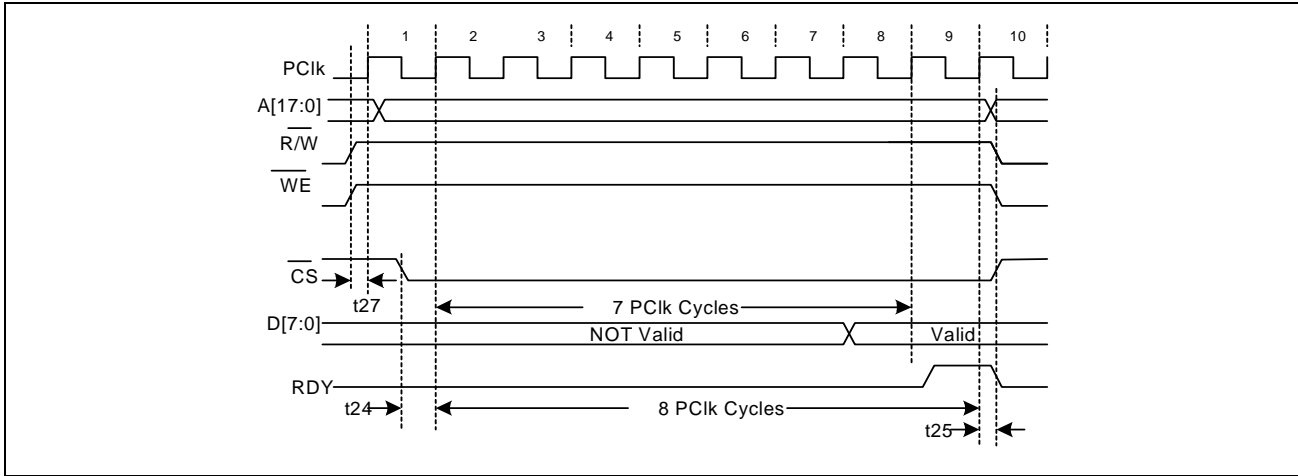 1 2 3 4 5 6 7 8 9 10
PClk
A[17:0]
R/W
WE
CS
t27
7 PClk Cycles
D[7:0]
NOT Valid Valid
RDY
t24 8 PClk Cycles
t25